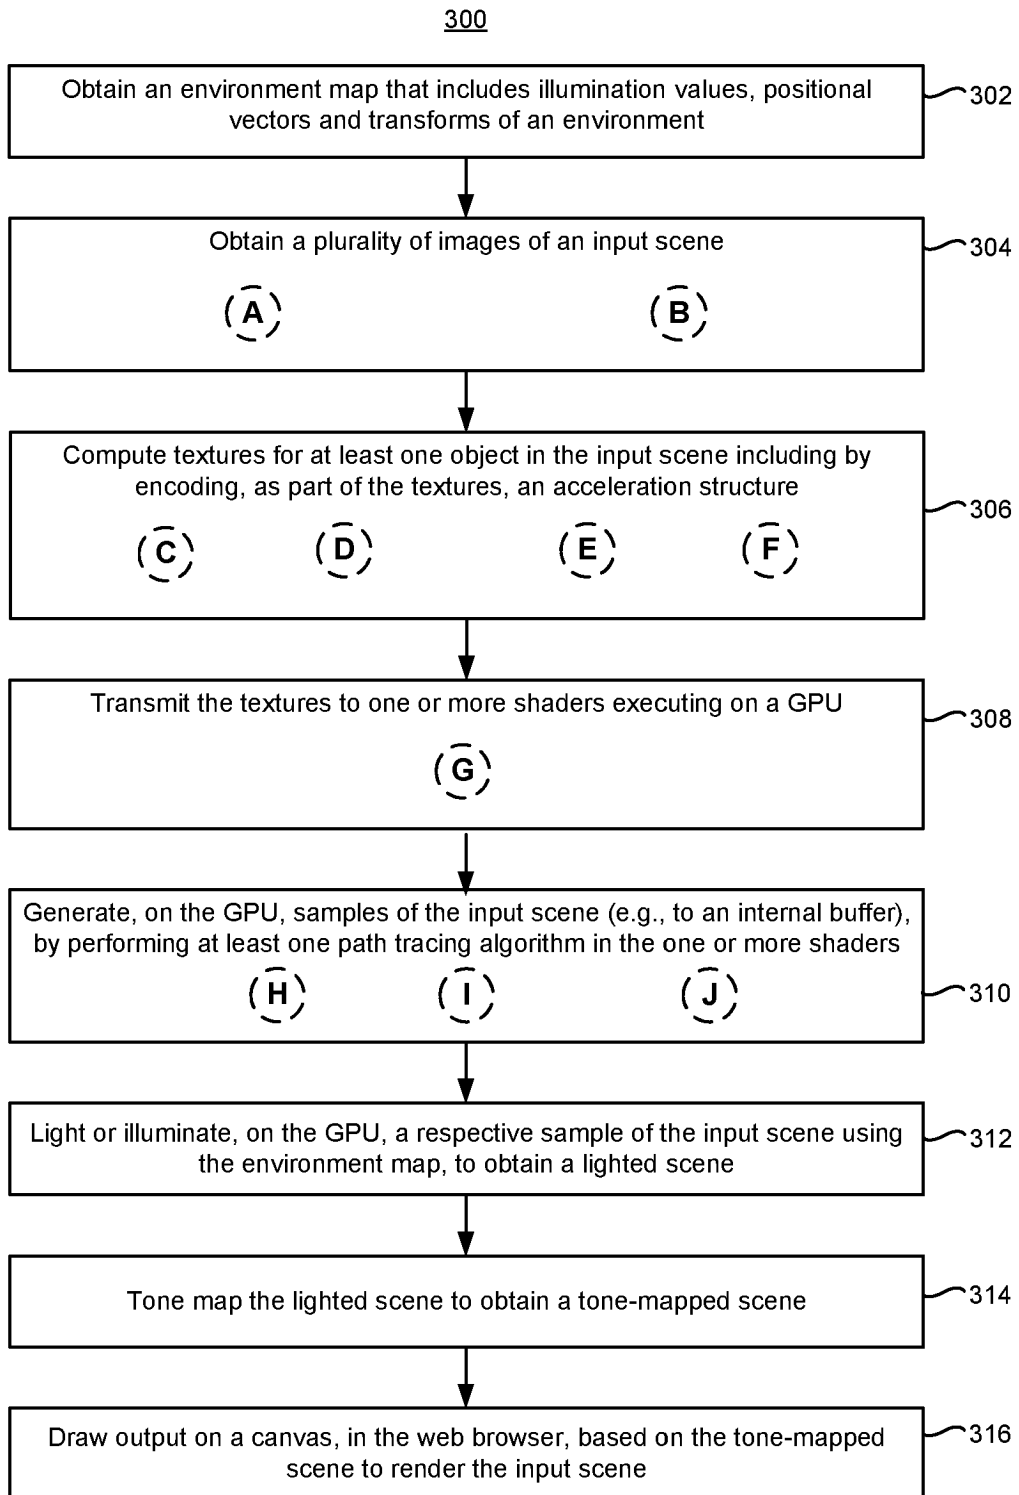 300
Obtain an environment map that includes illumination values, positional
vectors and transforms of an environment
302
Obtain a plurality of images of an input scene
304
A B
Compute textures for at least one object in the input scene including by
encoding, as part of the textures, an acceleration structure
306
C D E F
Transmit the textures to one or more shaders executing on a GPU
308
G
Generate, on the GPU, samples of the input scene (e.g., to an internal buffer),
by performing at least one path tracing algorithm in the one or more shaders
H I J
310
Light or illuminate, on the GPU, a respective sample of the input scene using
the environment map, to obtain a lighted scene
312
Tone map the lighted scene to obtain a tone-mapped scene
314
Draw output on a canvas, in the web browser, based on the tone-mapped
scene to render the input scene
316